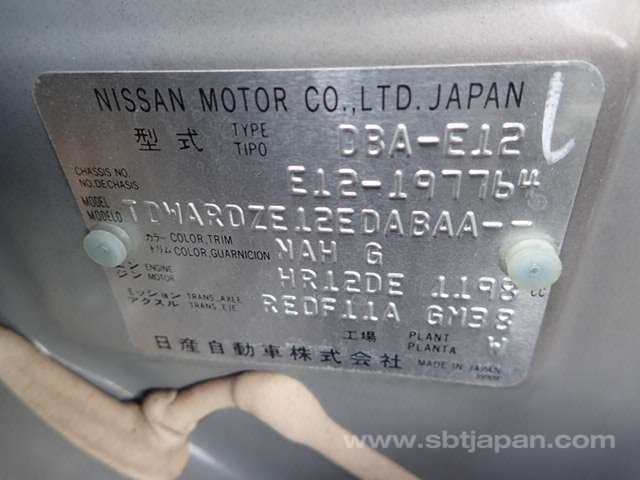 NISSAN MOTOR CO.,LTD. JAPAN
型式 TYPE TIPO DBA-E12
CHASSIS NO. NO.DECHASIS E12-197764
MODEL MODELO TDWARDZE12EDABAA--
カラー COLOR,TRIM トリム COLOR,GUARNICION NAH G
ENGINE ジン MOTOR HR12DE 1198 cc
ミッション TRANS.AXLE アクスル TRANS.EJE RE0F11A GM38
工場 PLANT PLANTA W
日産自動車株式会社 MADE IN JAPAN
www.sbtjapan.com